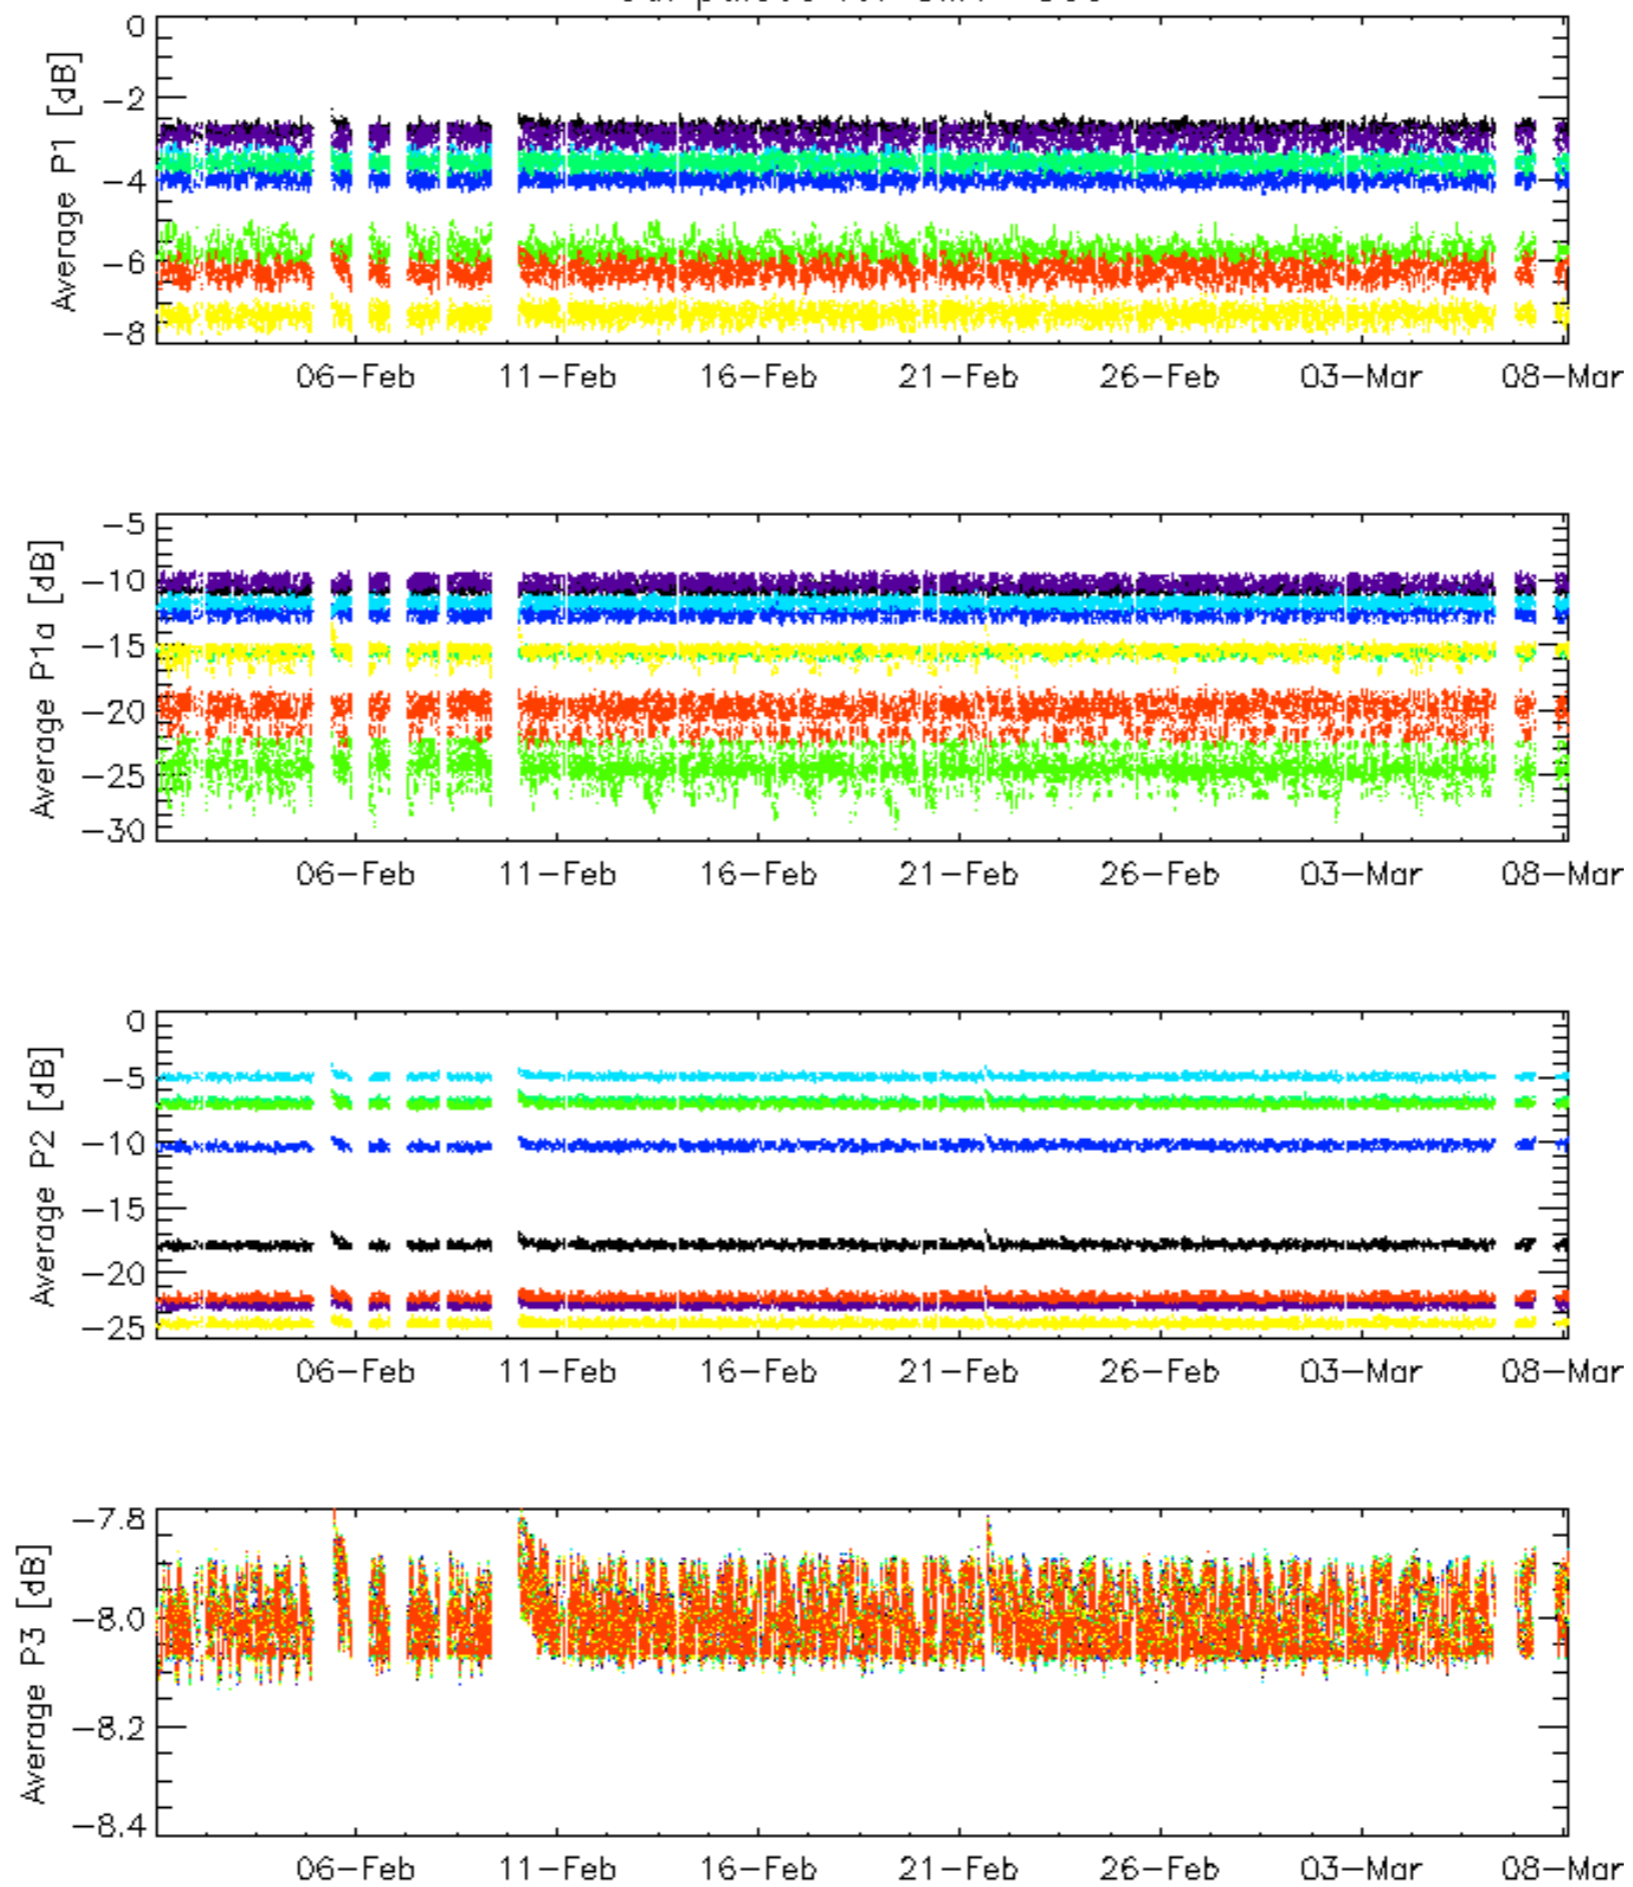 Average P1 [dB]
0
−2
−4
−6
−8
06−Feb 11−Feb 16−Feb 21−Feb 26−Feb 03−Mar 08−Mar
Average P1a [dB]
−5
−10
−15
−20
−25
−30
06−Feb 11−Feb 16−Feb 21−Feb 26−Feb 03−Mar 08−Mar
Average P2 [dB]
0
−5
−10
−15
−20
−25
06−Feb 11−Feb 16−Feb 21−Feb 26−Feb 03−Mar 08−Mar
Average P3 [dB]
−7.8
−8.0
−8.2
−8.4
06−Feb 11−Feb 16−Feb 21−Feb 26−Feb 03−Mar 08−Mar